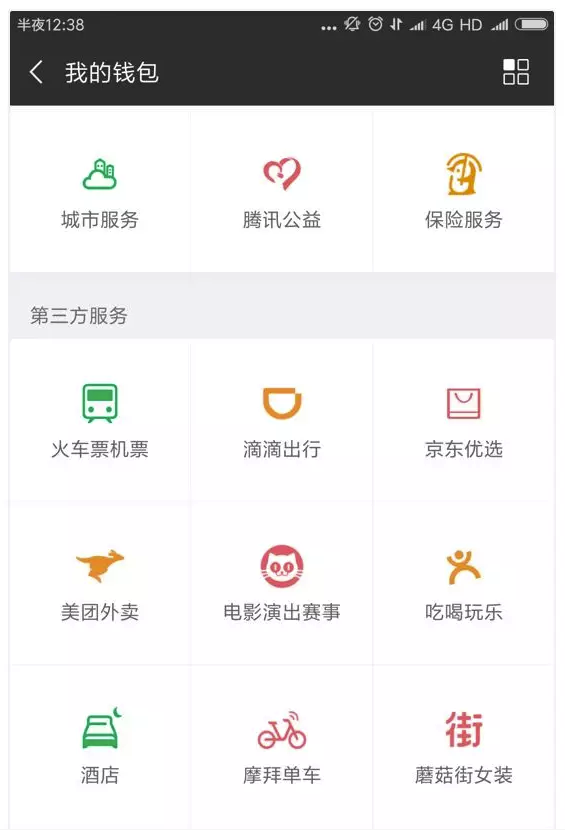 半夜12:38 ... 4G HD
我的钱包
城市服务 腾讯公益 保险服务
第三方服务
火车票机票 滴滴出行 京东优选
美团外卖 电影演出赛事 吃喝玩乐
街
酒店 摩拜单车 蘑菇街女装